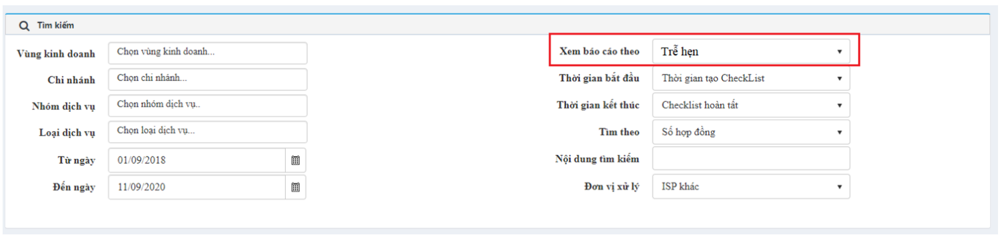 Tìm kiếm
Vùng kinh doanh Chọn vùng kinh doanh... Xem báo cáo theo Trễ hẹn
Chi nhánh Chọn chi nhánh... Thời gian bắt đầu Thời gian tạo CheckList
Nhóm dịch vụ Chọn nhóm dịch vụ.. Thời gian kết thúc Checklist hoàn tất
Loại dịch vụ Chọn loại dịch vụ... Tìm theo Số hợp đồng
Từ ngày 01/09/2018 Nội dung tìm kiếm
Đến ngày 11/09/2020 Đơn vị xử lý ISP khác